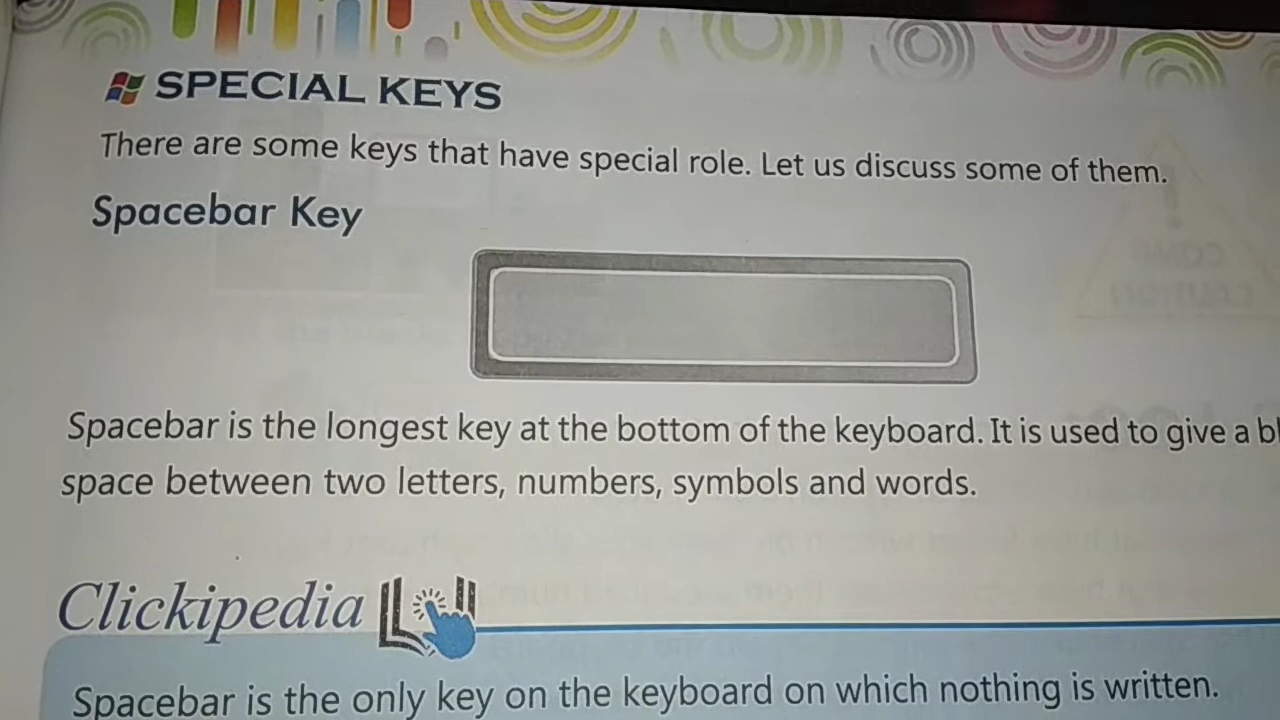 SPECIAL KEYS
There are some keys that have special role. Let us discuss some of them.
Spacebar Key
Spacebar is the longest key at the bottom of the keyboard. It is used to give a
space between two letters, numbers, symbols and words.
Clickipedia
Spacebar is the only key on the keyboard on which nothing is written.